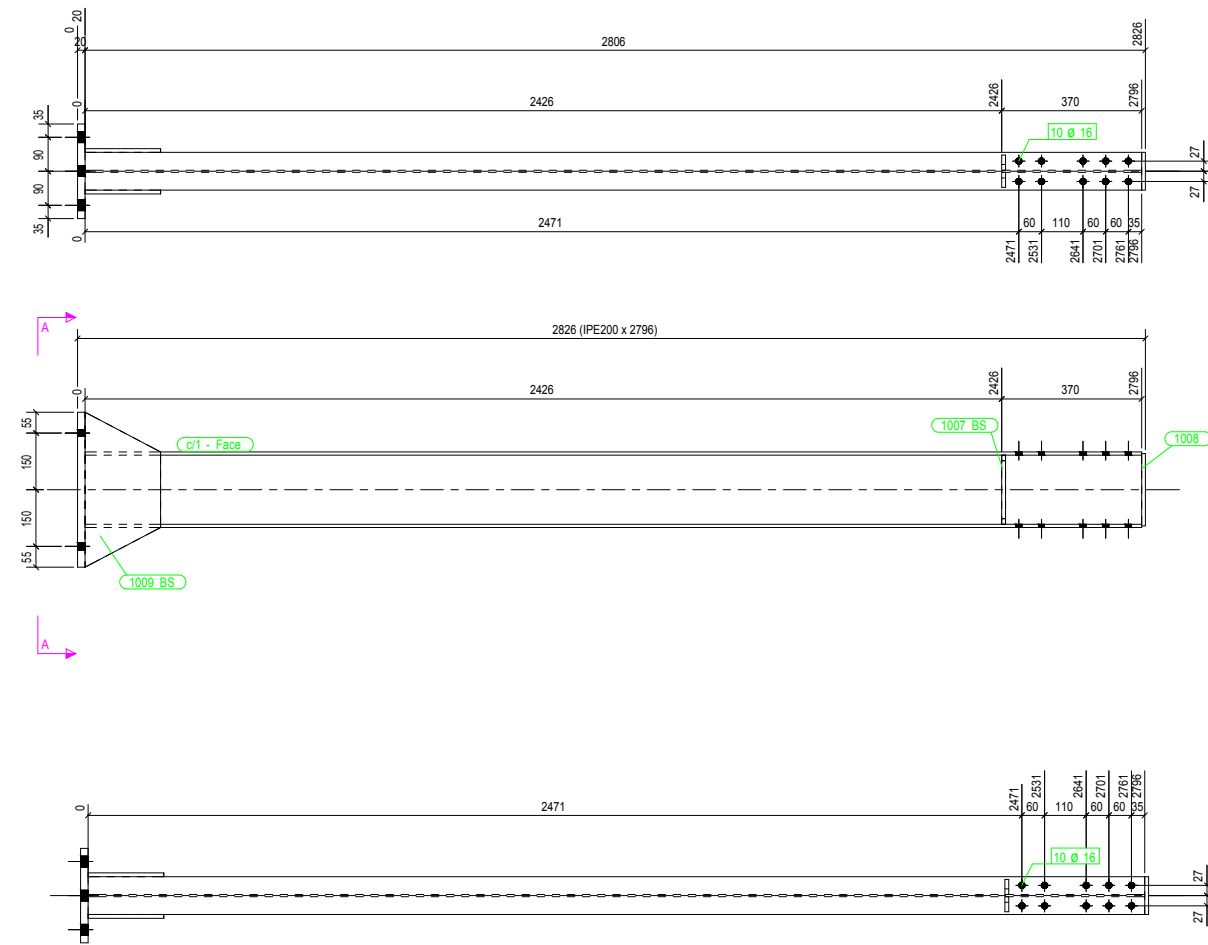 0 20
20 2806 2826
0 2426 2426 370 2796
35 90 90 35
10 Ø 16
27
27
0 2471 60 110 60 60 35
2471 2531 2641 2701 2761 2796
A
2826 (IPE200 x 2796)
0 2426 2426 370 2796
55 150 150 55
c/1 - Face
1007 BS
1008
1009 BS
A
2471 2531 2641 2701 2761 2796
0 2471 60 110 60 60 35
10 Ø 16
27
27